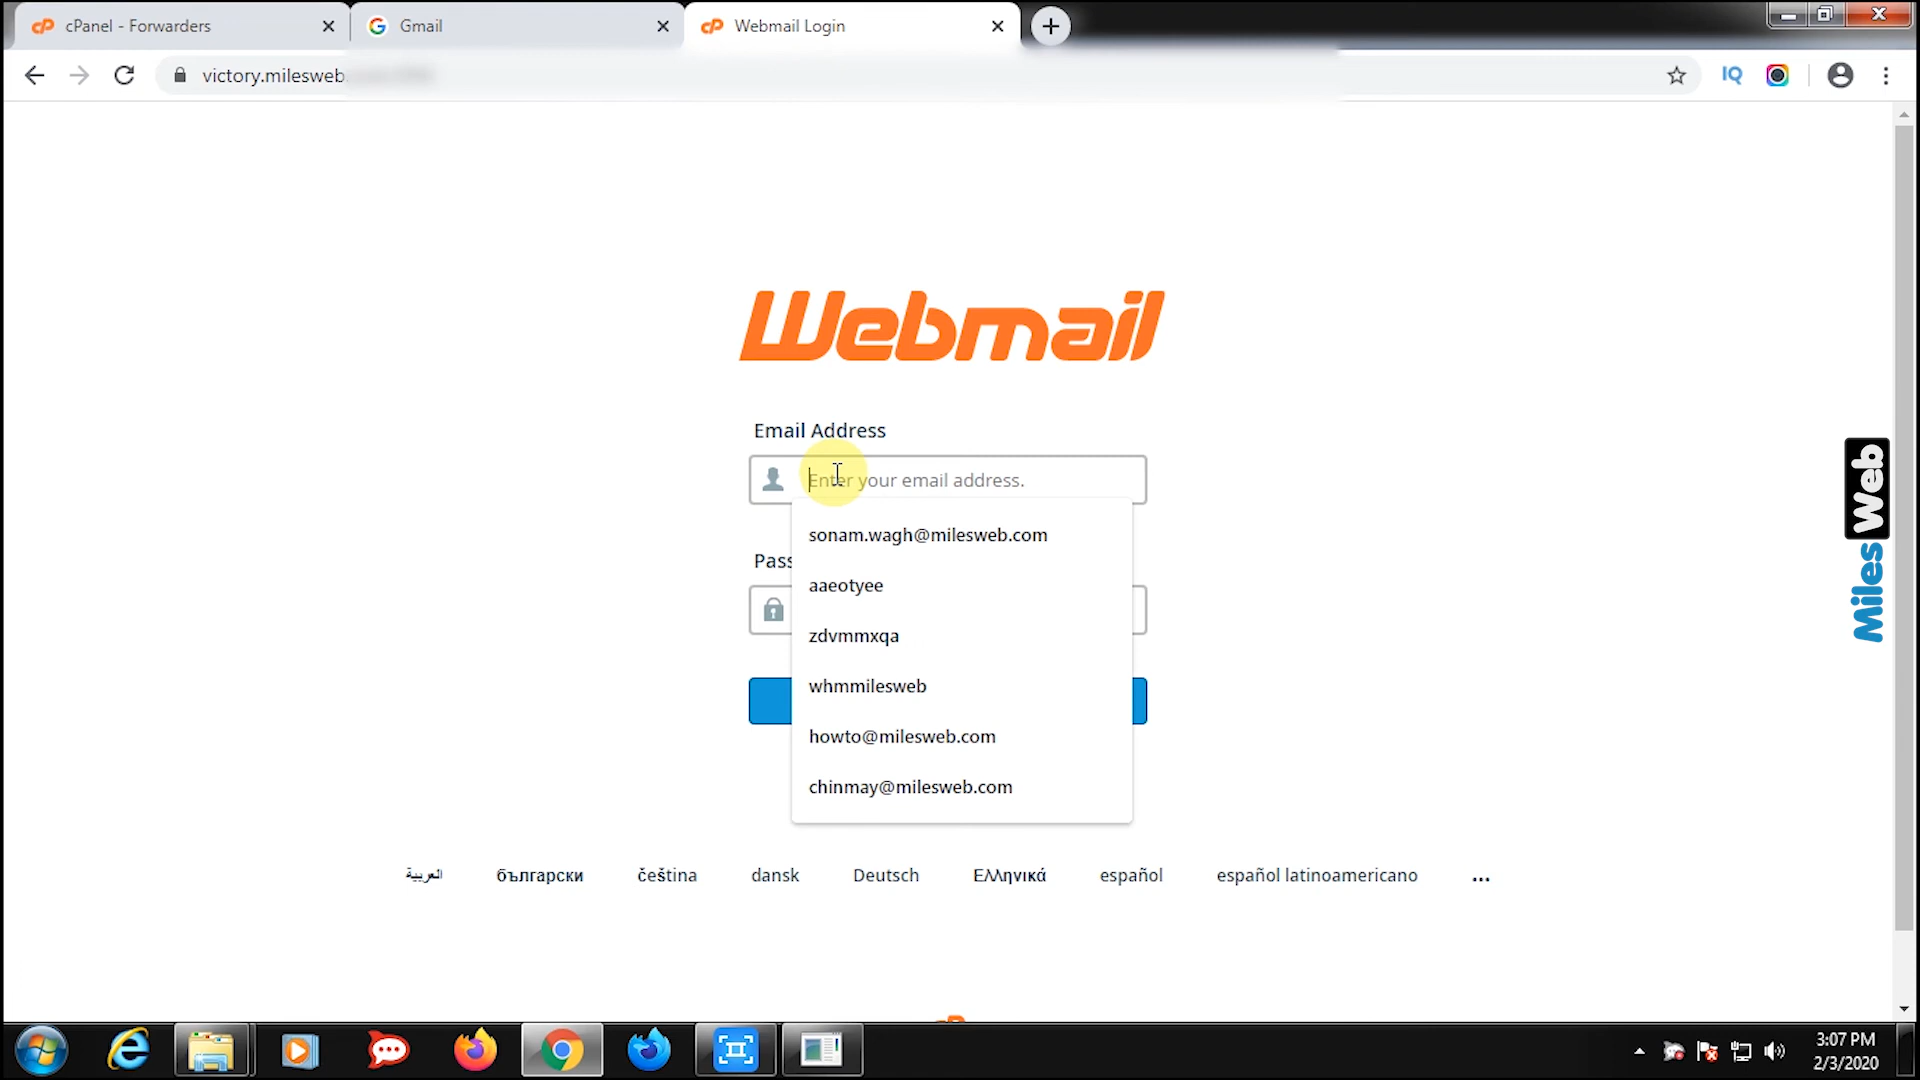 cPanel - Forwarders
Gmail
Webmail Login
victory.milesweb
IQ
Webmail
Email Address
Enter your email address.
sonam.wagh@milesweb.com
Pass
aaeotyee
zdvmmxqa
whmmilesweb
howto@milesweb.com
chinmay@milesweb.com
MilesWeb
العربية
български
čeština
dansk
Deutsch
Ελληνικά
español
español latinoamericano
...
3:07 PM
2/3/2020